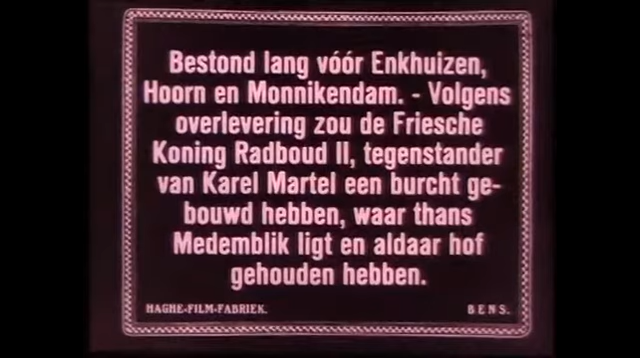 Bestond lang vóór Enkhuizen,
Hoorn en Monnikendam. - Volgens
overlevering zou de Friesche
Koning Radboud II, tegenstander
van Karel Martel een burcht ge-
bouwd hebben, waar thans
Medemblik ligt en aldaar hof
gehouden hebben.
HAGHE-FILM-FABRIEK.
BENS.